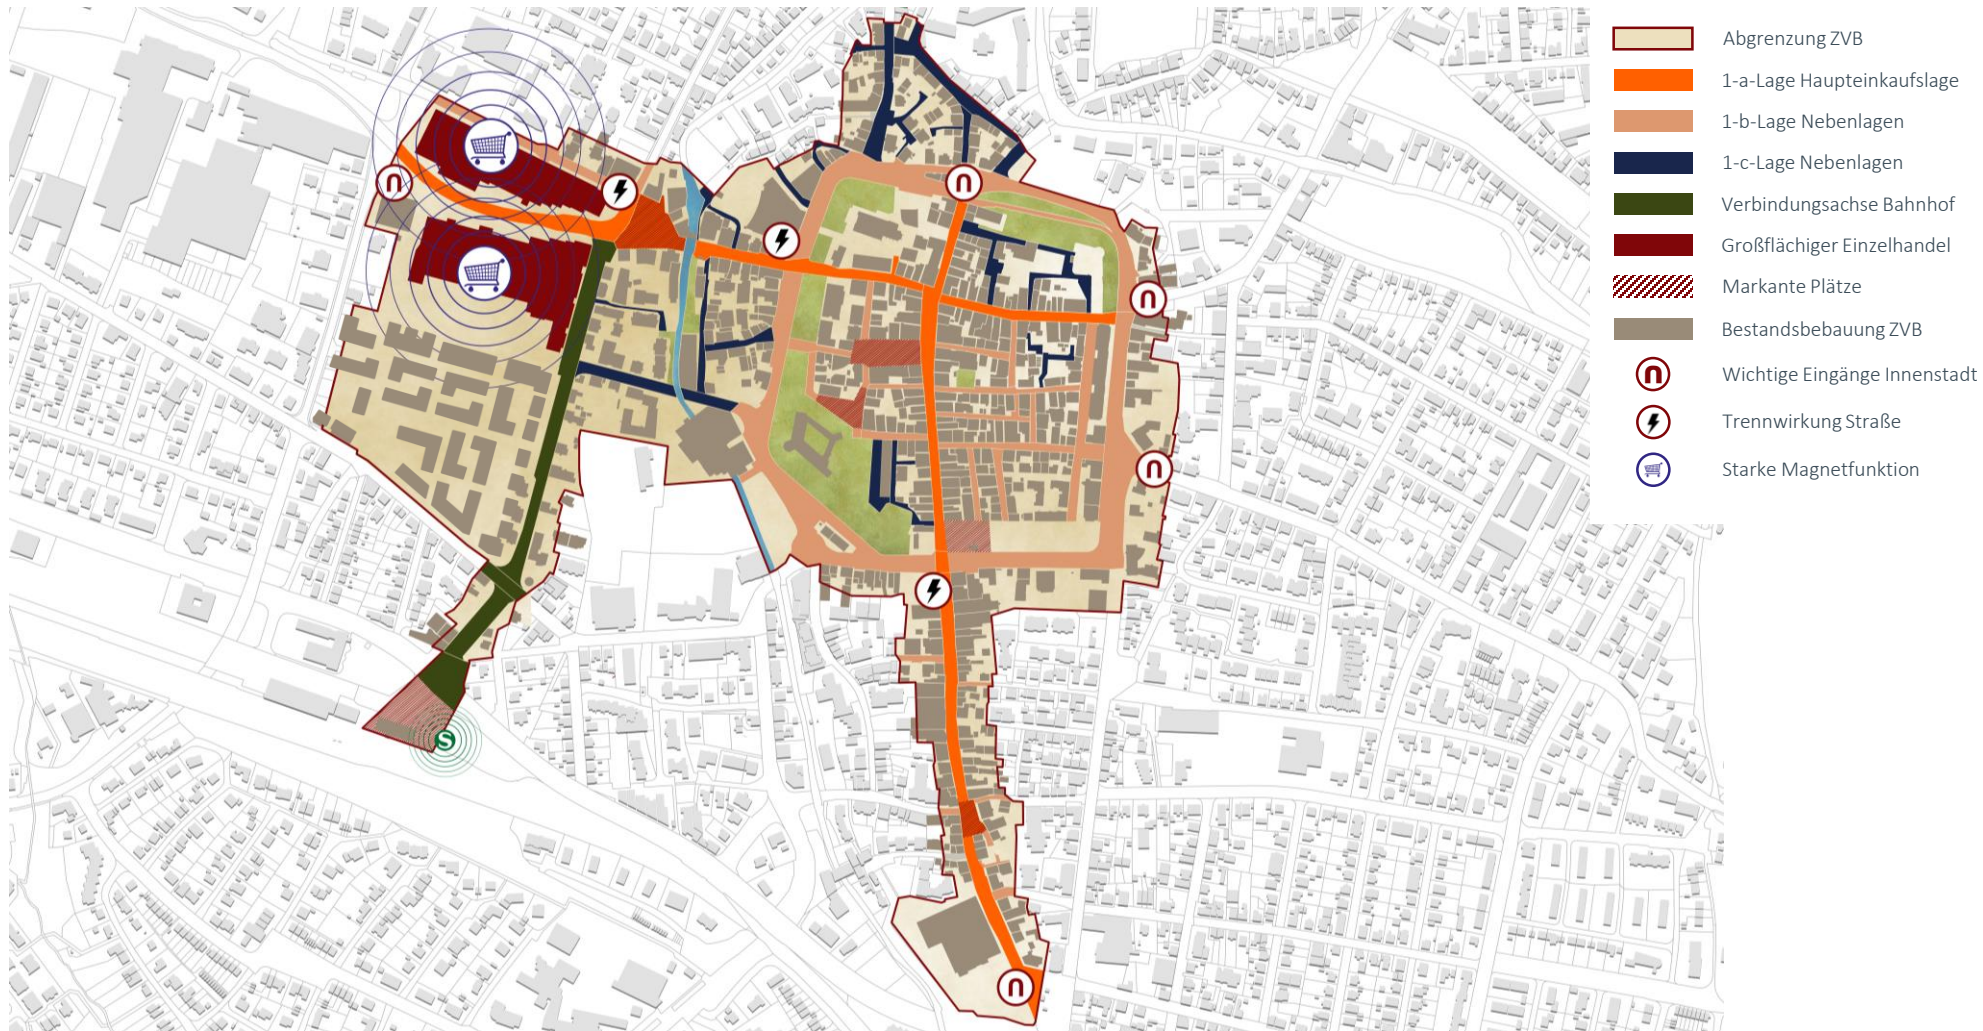 Abgrenzung ZVB
1-a-Lage Haupteinkaufslage
1-b-Lage Nebenlagen
1-c-Lage Nebenlagen
Verbindungsachse Bahnhof
Großflächiger Einzelhandel
Markante Plätze
Bestandsbebauung ZVB
Wichtige Eingänge Innenstadt
Trennwirkung Straße
Starke Magnetfunktion
S